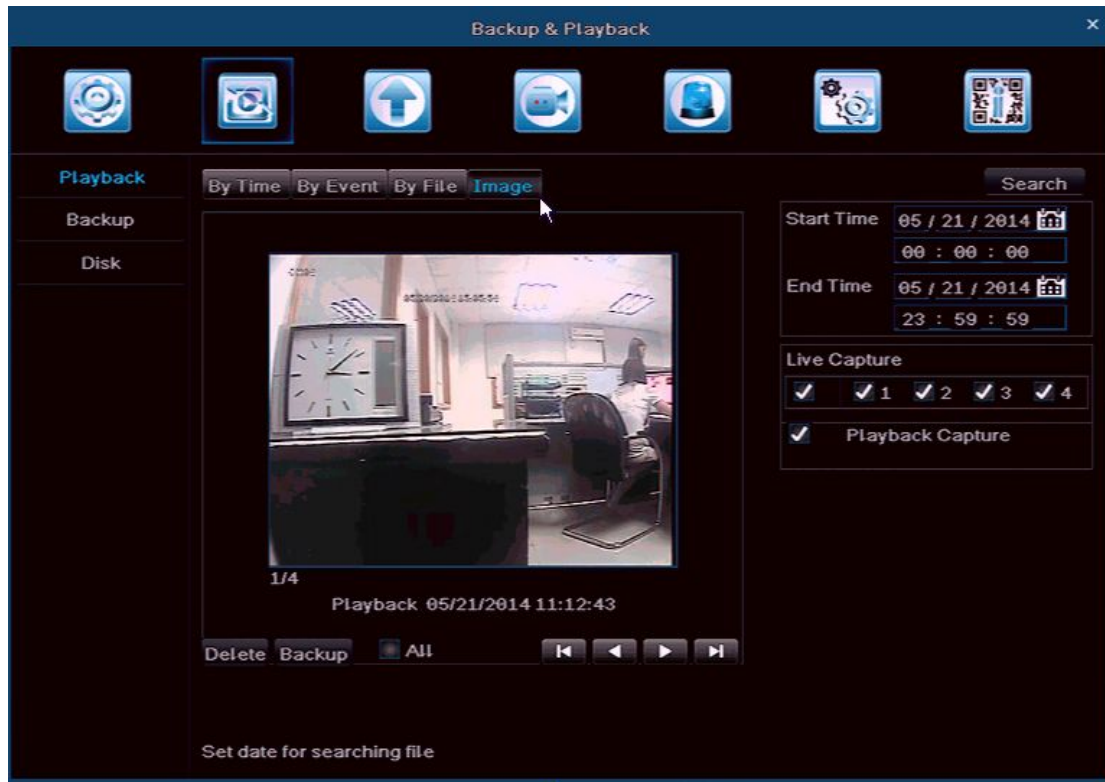 Backup & Playback
×
Playback
Backup
Disk
By Time By Event By File Image
Search
Start Time 05 / 21 / 2014
00 : 00 : 00
End Time 05 / 21 / 2014
23 : 59 : 59
Live Capture
1 2 3 4
Playback Capture
1/4
Playback 05/21/2014 11:12:43
Delete Backup All
Set date for searching file